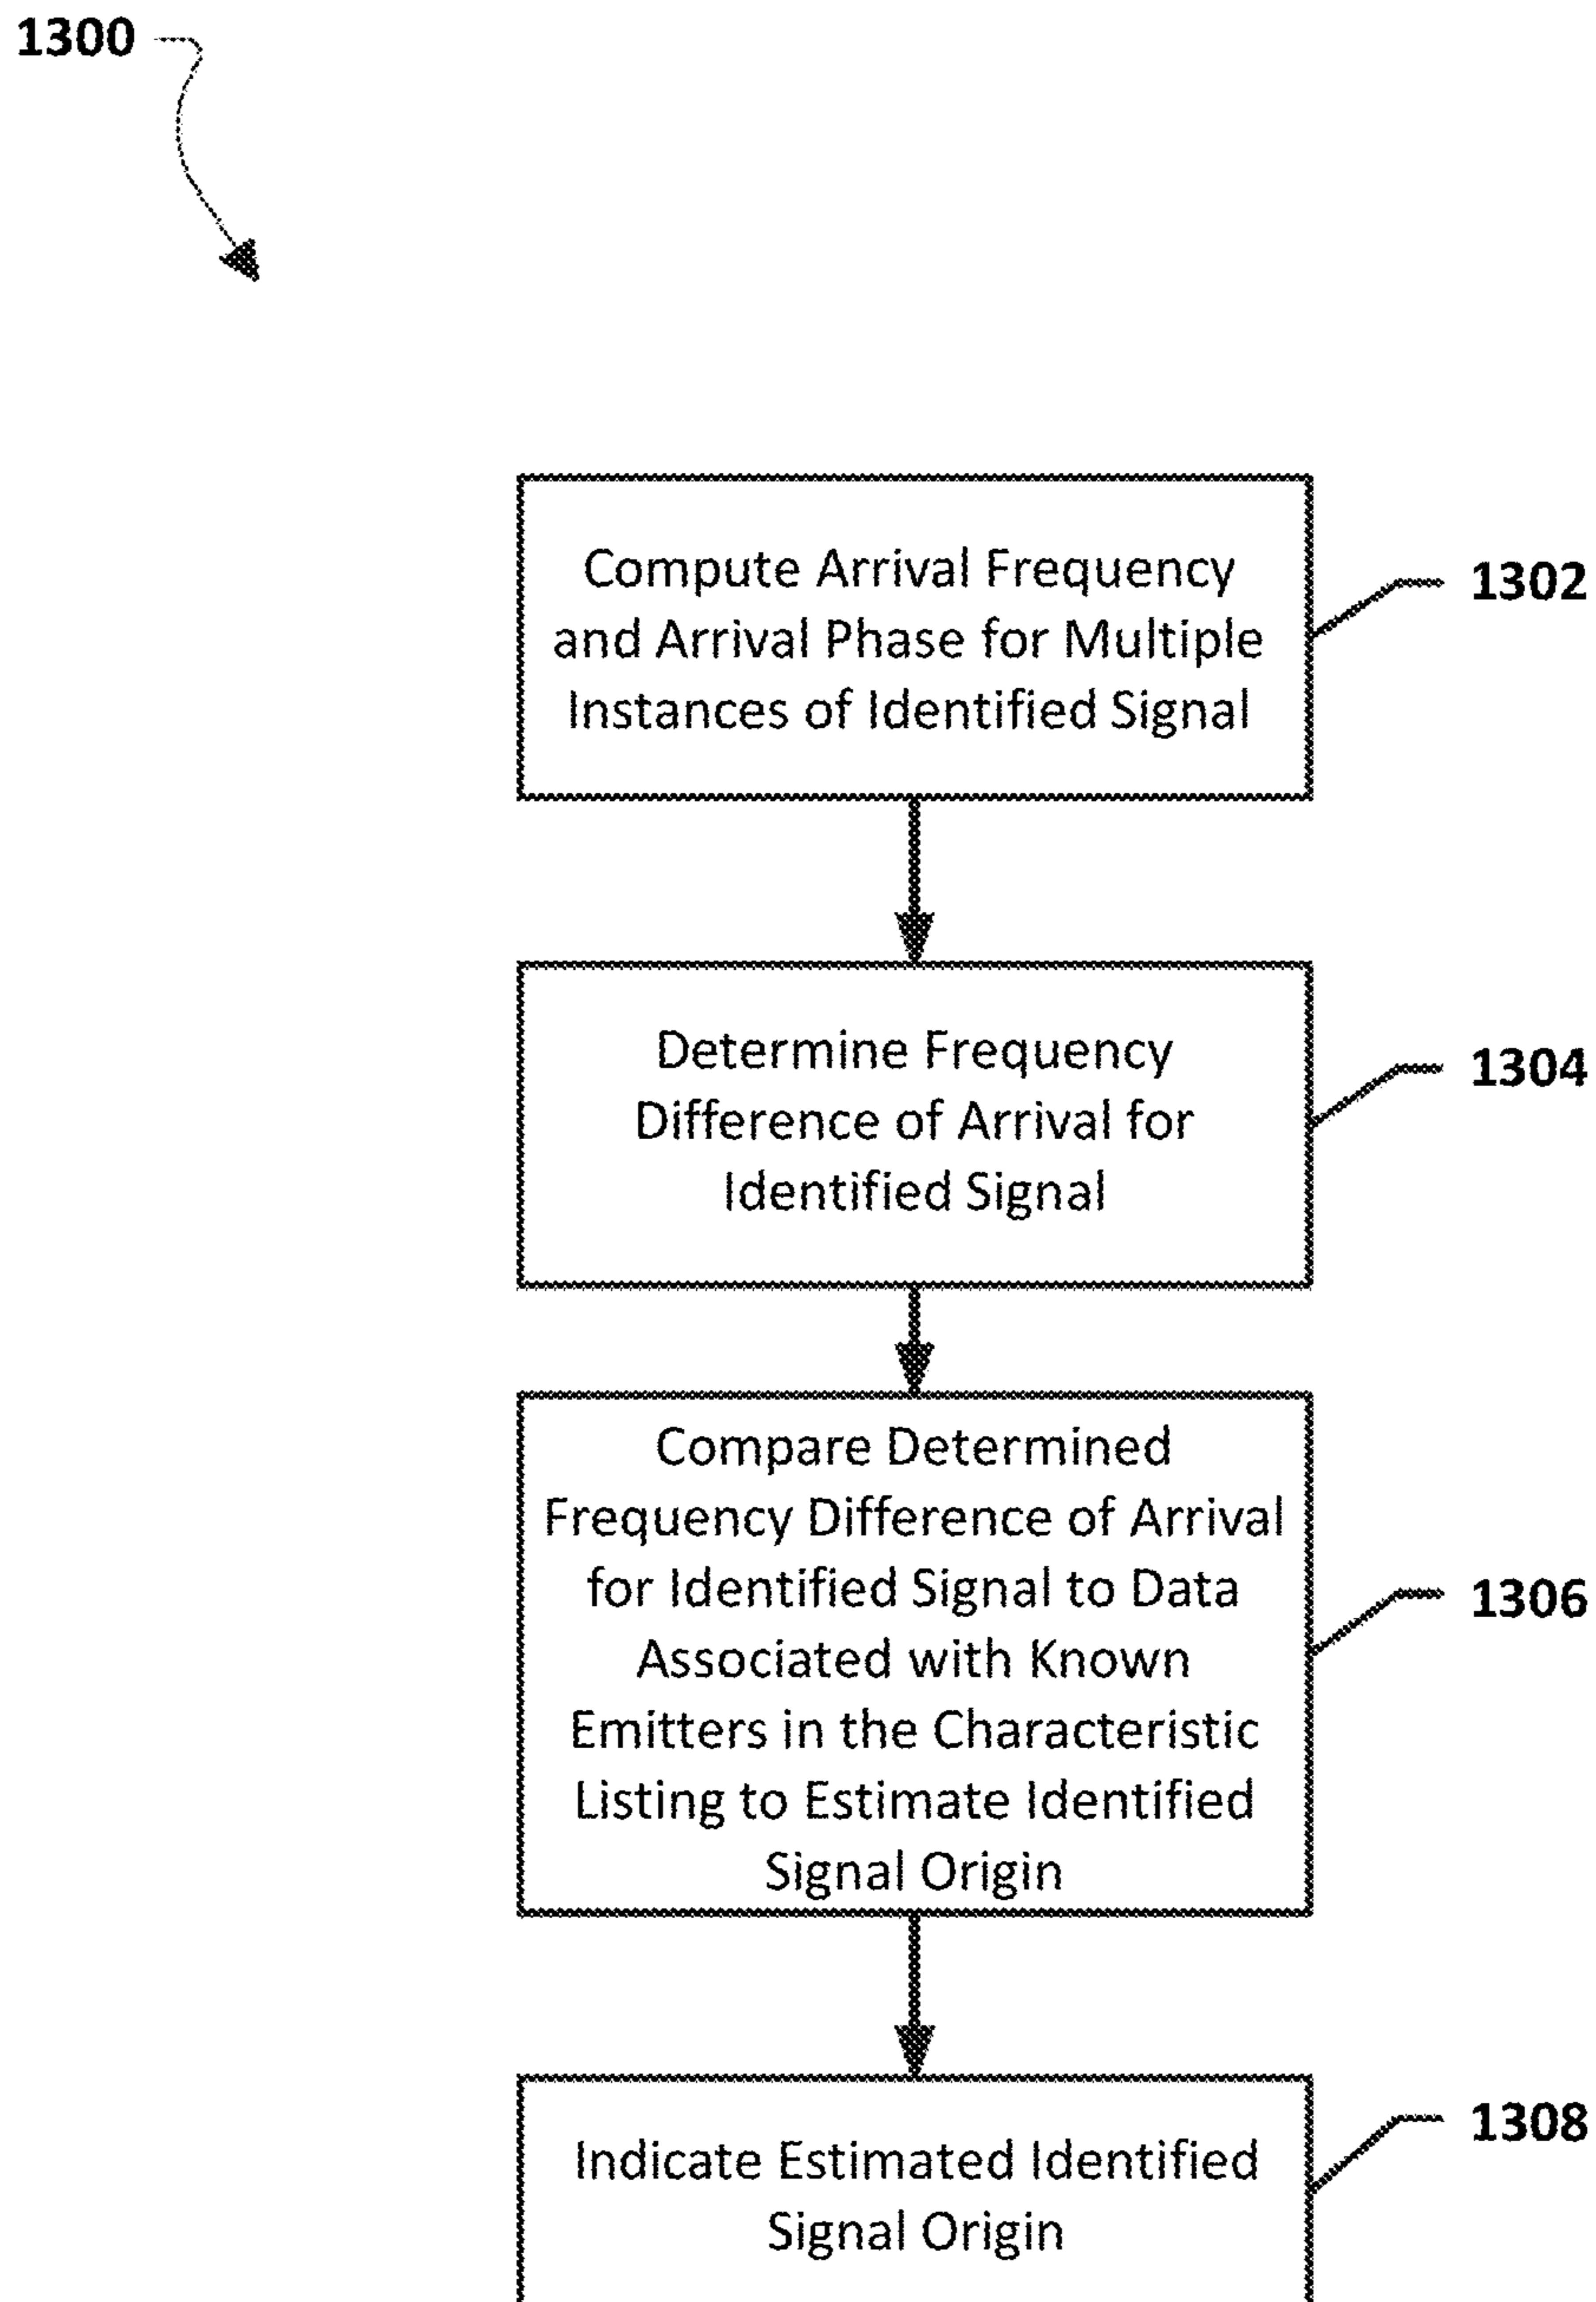 1300
Compute Arrival Frequency
and Arrival Phase for Multiple
Instances of Identified Signal
1302
Determine Frequency
Difference of Arrival for
Identified Signal
1304
Compare Determined
Frequency Difference of Arrival
for Identified Signal to Data
Associated with Known
Emitters in the Characteristic
Listing to Estimate Identified
Signal Origin
1306
Indicate Estimated Identified
Signal Origin
1308